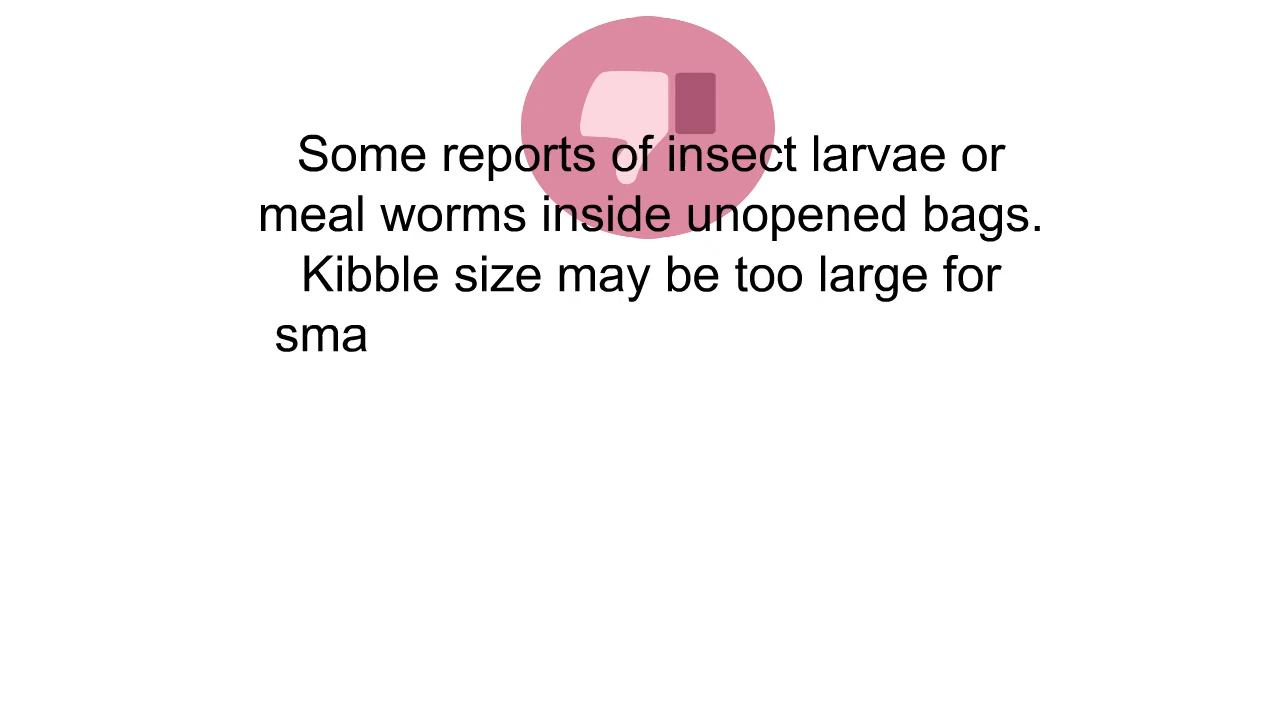 Some reports of insect larvae or
meal worms inside unopened bags.
Kibble size may be too large for
sma